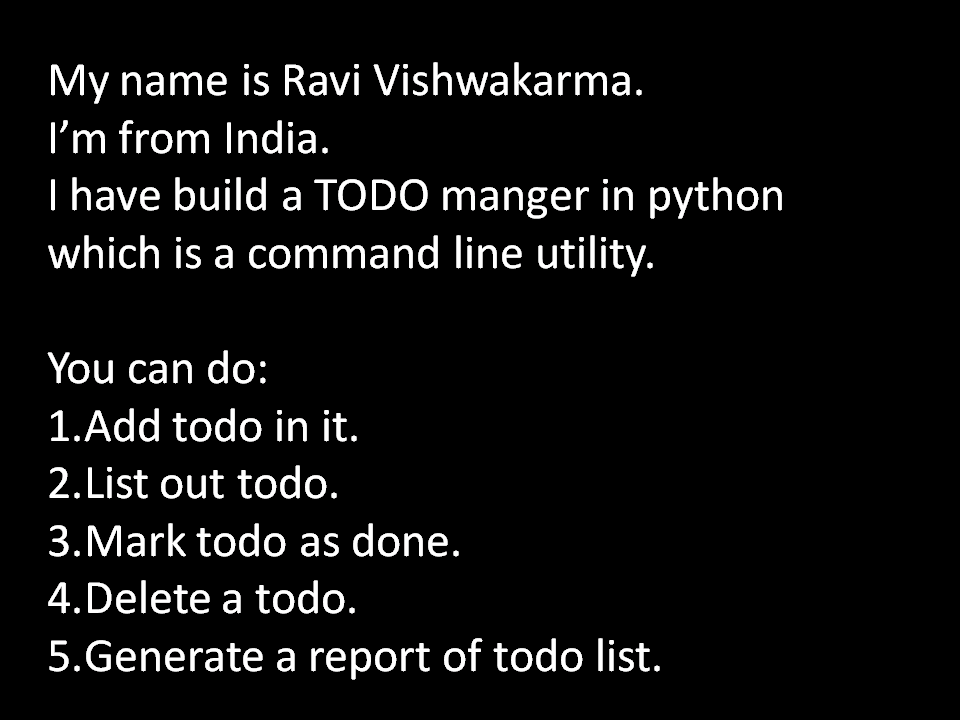 My name is Ravi Vishwakarma.
I’m from India.
I have build a TODO manger in python
which is a command line utility.
You can do:
1.Add todo in it.
2.List out todo.
3.Mark todo as done.
4.Delete a todo.
5.Generate a report of todo list.